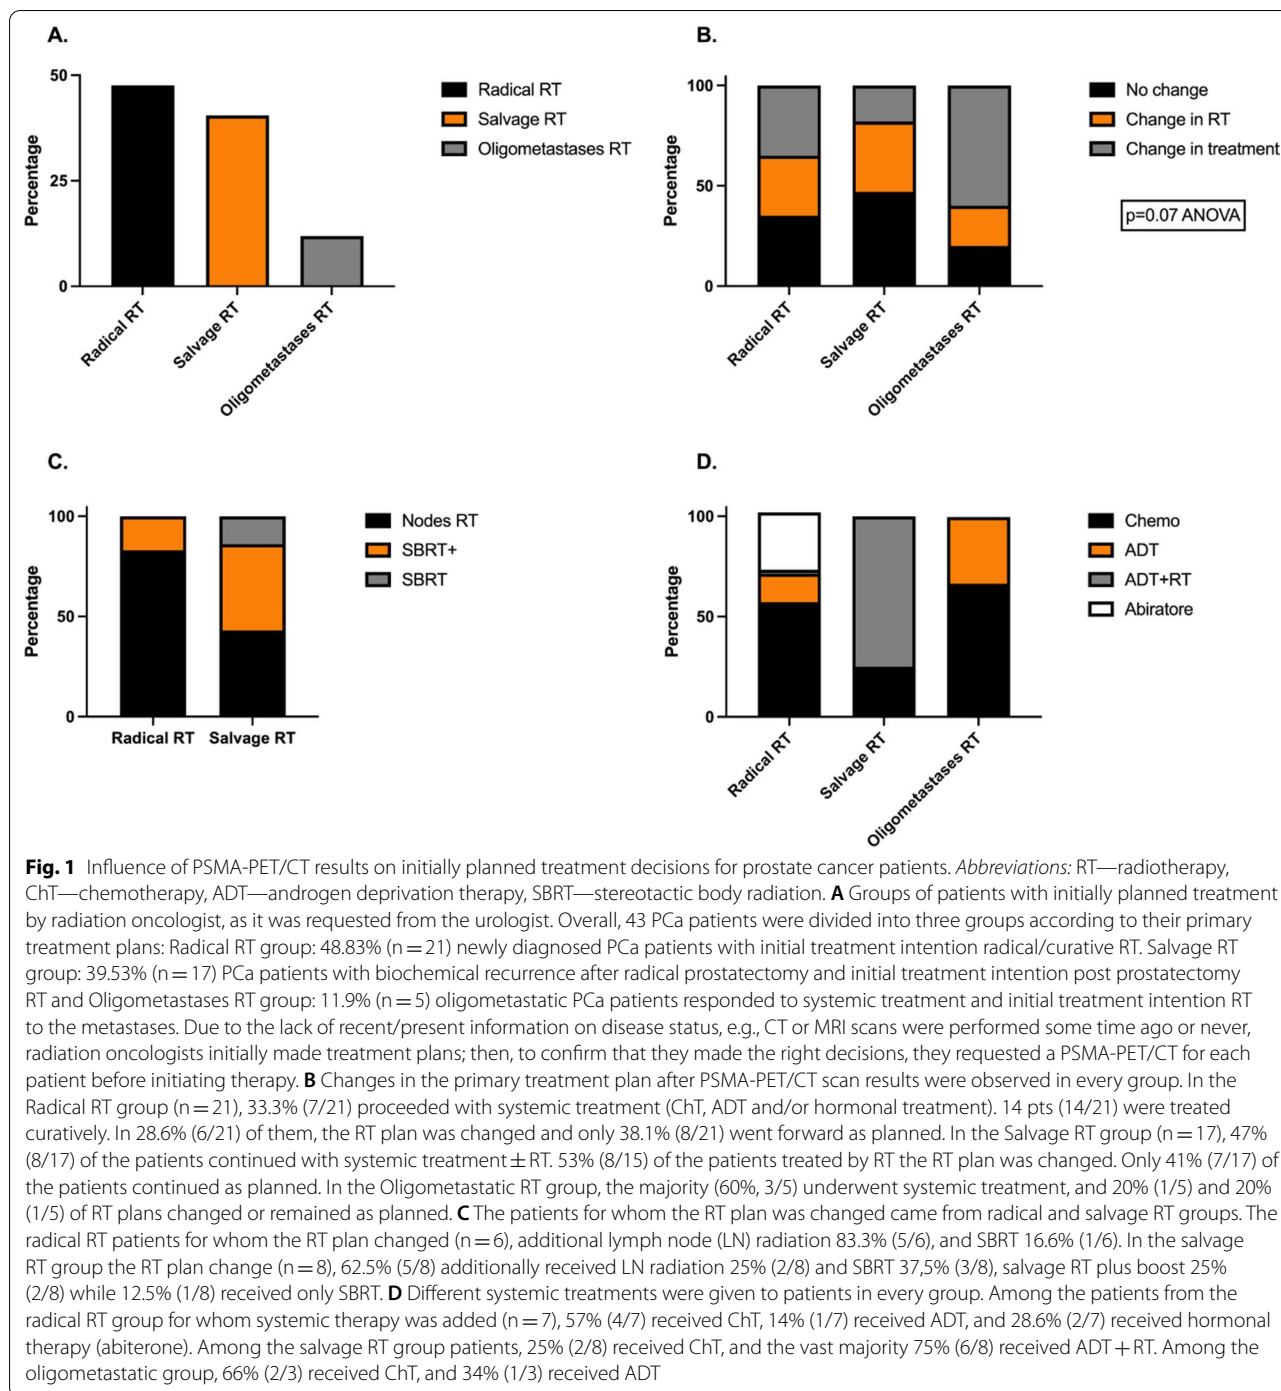 A.
50
25
0
Percentage
Radical RT
Salvage RT
Oligometastases RT
Radical RT
Salvage RT
Oligometastases RT
B.
100
50
0
Percentage
Radical RT
Salvage RT
Oligometastases RT
No change
Change in RT
Change in treatment
p=0.07 ANOVA
C.
100
50
0
Percentage
Radical RT
Salvage RT
Nodes RT
SBRT+
SBRT
D.
100
50
0
Percentage
Radical RT
Salvage RT
Oligometastases RT
Chemo
ADT
ADT+RT
Abiratore
Fig. 1 Influence of PSMA-PET/CT results on initially planned treatment decisions for prostate cancer patients. Abbreviations: RT—radiotherapy,
ChT—chemotherapy, ADT—androgen deprivation therapy, SBRT—stereotactic body radiation. A Groups of patients with initially planned treatment
by radiation oncologist, as it was requested from the urologist. Overall, 43 PCa patients were divided into three groups according to their primary
treatment plans: Radical RT group: 48.83% (n=21) newly diagnosed PCa patients with initial treatment intention radical/curative RT. Salvage RT
group: 39.53% (n=17) PCa patients with biochemical recurrence after radical prostatectomy and initial treatment intention post prostatectomy
RT and Oligometastases RT group: 11.9% (n=5) oligometastatic PCa patients responded to systemic treatment and initial treatment intention RT
to the metastases. Due to the lack of recent/present information on disease status, e.g., CT or MRI scans were performed some time ago or never,
radiation oncologists initially made treatment plans; then, to confirm that they made the right decisions, they requested a PSMA-PET/CT for each
patient before initiating therapy. B Changes in the primary treatment plan after PSMA-PET/CT scan results were observed in every group. In the
Radical RT group (n=21), 33.3% (7/21) proceeded with systemic treatment (ChT, ADT and/or hormonal treatment). 14 pts (14/21) were treated
curatively. In 28.6% (6/21) of them, the RT plan was changed and only 38.1% (8/21) went forward as planned. In the Salvage RT group (n=17), 47%
(8/17) of the patients continued with systemic treatment±RT. 53% (8/15) of the patients treated by RT the RT plan was changed. Only 41% (7/17) of
the patients continued as planned. In the Oligometastatic RT group, the majority (60%, 3/5) underwent systemic treatment, and 20% (1/5) and 20%
(1/5) of RT plans changed or remained as planned. C The patients for whom the RT plan was changed came from radical and salvage RT groups. The
radical RT patients for whom the RT plan changed (n=6), additional lymph node (LN) radiation 83.3% (5/6), and SBRT 16.6% (1/6). In the salvage
RT group the RT plan change (n=8), 62.5% (5/8) additionally received LN radiation 25% (2/8) and SBRT 37,5% (3/8), salvage RT plus boost 25%
(2/8) while 12.5% (1/8) received only SBRT. D Different systemic treatments were given to patients in every group. Among the patients from the
radical RT group for whom systemic therapy was added (n=7), 57% (4/7) received ChT, 14% (1/7) received ADT, and 28.6% (2/7) received hormonal
therapy (abiterone). Among the salvage RT group patients, 25% (2/8) received ChT, and the vast majority 75% (6/8) received ADT+RT. Among the
oligometastatic group, 66% (2/3) received ChT, and 34% (1/3) received ADT